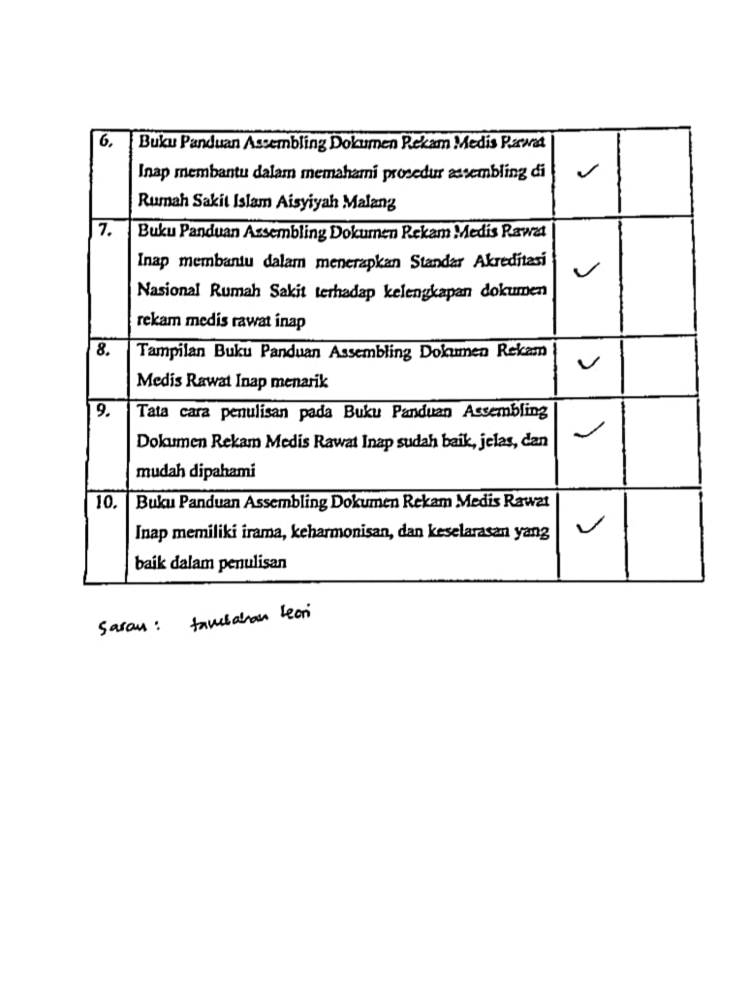 6. Buku Panduan Assembling Dokumen Rekam Medis Rawat
Inap membantu dalam memahami prosedur assembling di ✓
Rumah Sakit Islam Aisyiyah Malang
7. Buku Panduan Assembling Dokumen Rekam Medis Rawat
Inap membantu dalam menerapkan Standar Akreditasi ✓
Nasional Rumah Sakit terhadap kelengkapan dokumen
rekam medis rawat inap
8. Tampilan Buku Panduan Assembling Dokumen Rekam ✓
Medis Rawat Inap menarik
9. Tata cara penulisan pada Buku Panduan Assembling
Dokumen Rekam Medis Rawat Inap sudah baik, jelas, dan ✓
mudah dipahami
10. Buku Panduan Assembling Dokumen Rekam Medis Rawat
Inap memiliki irama, keharmonisan, dan keselarasan yang ✓
baik dalam penulisan
Saran : tambahan teori